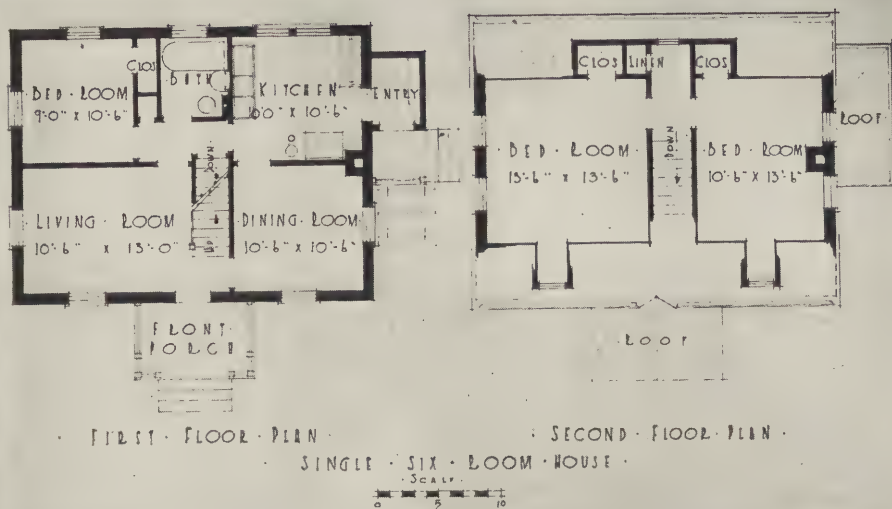 CLOS
BATH
BED · ROOM
9'-0" X 10'-6"
KITCHEN
10'-6"
ENTRY
DOWN
LIVING · ROOM
10'-6" x 13'-0"
UP
DINING · ROOM
10'-6" x 10'-6"
FRONT
PORCH
· FIRST · FLOOR · PLAN ·
CLOS
LINEN
CLOS
ROOF
BED · ROOM
13'-6" x 13'-6"
DOWN
BED · ROOM
10'-6" x 13'-6"
· ROOF
· SECOND · FLOOR · PLAN ·
· SINGLE · SIX · ROOM · HOUSE ·
· SCALE ·
0 5 10